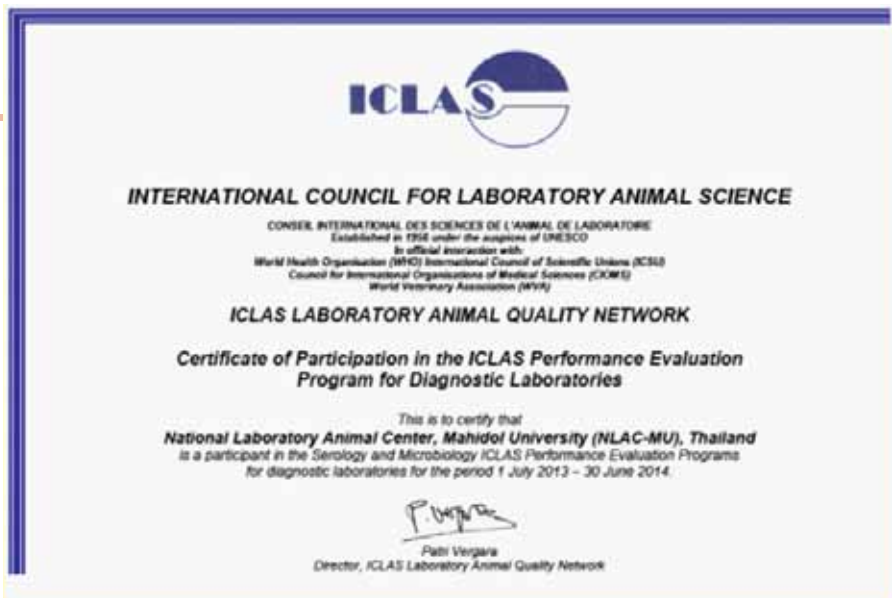 ICLAS
INTERNATIONAL COUNCIL FOR LABORATORY ANIMAL SCIENCE
CONSEIL INTERNATIONAL DES SCIENCES DE L'ANIMAL DE LABORATOIRE
Established in 1956 under the auspices of UNESCO
In official interaction with:
World Health Organisation (WHO) International Council of Scientific Unions (ICSU)
Council for International Organisations of Medical Sciences (CIOMS)
World Veterinary Association (WVA)
ICLAS LABORATORY ANIMAL QUALITY NETWORK
Certificate of Participation in the ICLAS Performance Evaluation
Program for Diagnostic Laboratories
This is to certify that
National Laboratory Animal Center, Mahidol University (NLAC-MU), Thailand
is a participant in the Serology and Microbiology ICLAS Performance Evaluation Programs
for diagnostic laboratories for the period 1 July 2013 – 30 June 2014.
P. Vergara
Patri Vergara
Director, ICLAS Laboratory Animal Quality Network